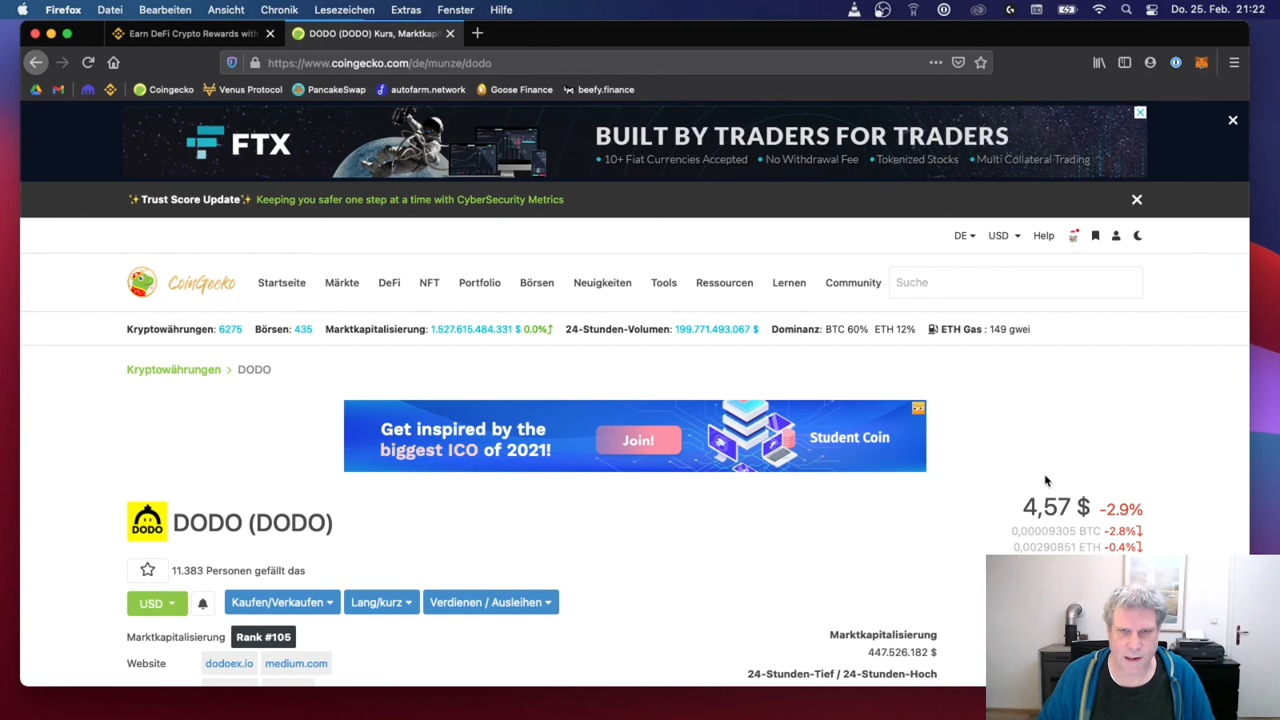 Firefox Datei Bearbeiten Ansicht Chronik Lesezeichen Extras Fenster Hilfe Do. 25. Feb. 21:22
Earn DeFi Crypto Rewards with DODO (DODO) Kurs, Marktkapi
https://www.coingecko.com/de/munze/dodo
Coingecko Venus Protocol PancakeSwap autofarm.network Goose Finance beefy.finance
FTX BUILT BY TRADERS FOR TRADERS
10+ Fiat Currencies Accepted No Withdrawal Fee Tokenized Stocks Multi Collateral Trading
Trust Score Update Keeping you safer one step at a time with CyberSecurity Metrics
DE USD Help
CoinGecko Startseite Märkte DeFi NFT Portfolio Börsen Neuigkeiten Tools Ressourcen Lernen Community Suche
Kryptowährungen: 6275 Börsen: 435 Marktkapitalisierung: 1.527.615.484.331 $ 0.0% 24-Stunden-Volumen: 199.771.493.067 $ Dominanz: BTC 60% ETH 12% ETH Gas : 149 gwei
Kryptowährungen > DODO
Get inspired by the
biggest ICO of 2021!
Join!
Student Coin
4,57 $ -2.9%
DODO
DODO (DODO)
0,00009305 BTC -2.8%
0,00290851 ETH -0.4%
11.383 Personen gefällt das
USD Kaufen/Verkaufen Lang/kurz Verdienen / Ausleihen
Marktkapitalisierung Rank #105
Marktkapitalisierung
447.526.182 $
Website dodoex.io medium.com
24-Stunden-Tief / 24-Stunden-Hoch